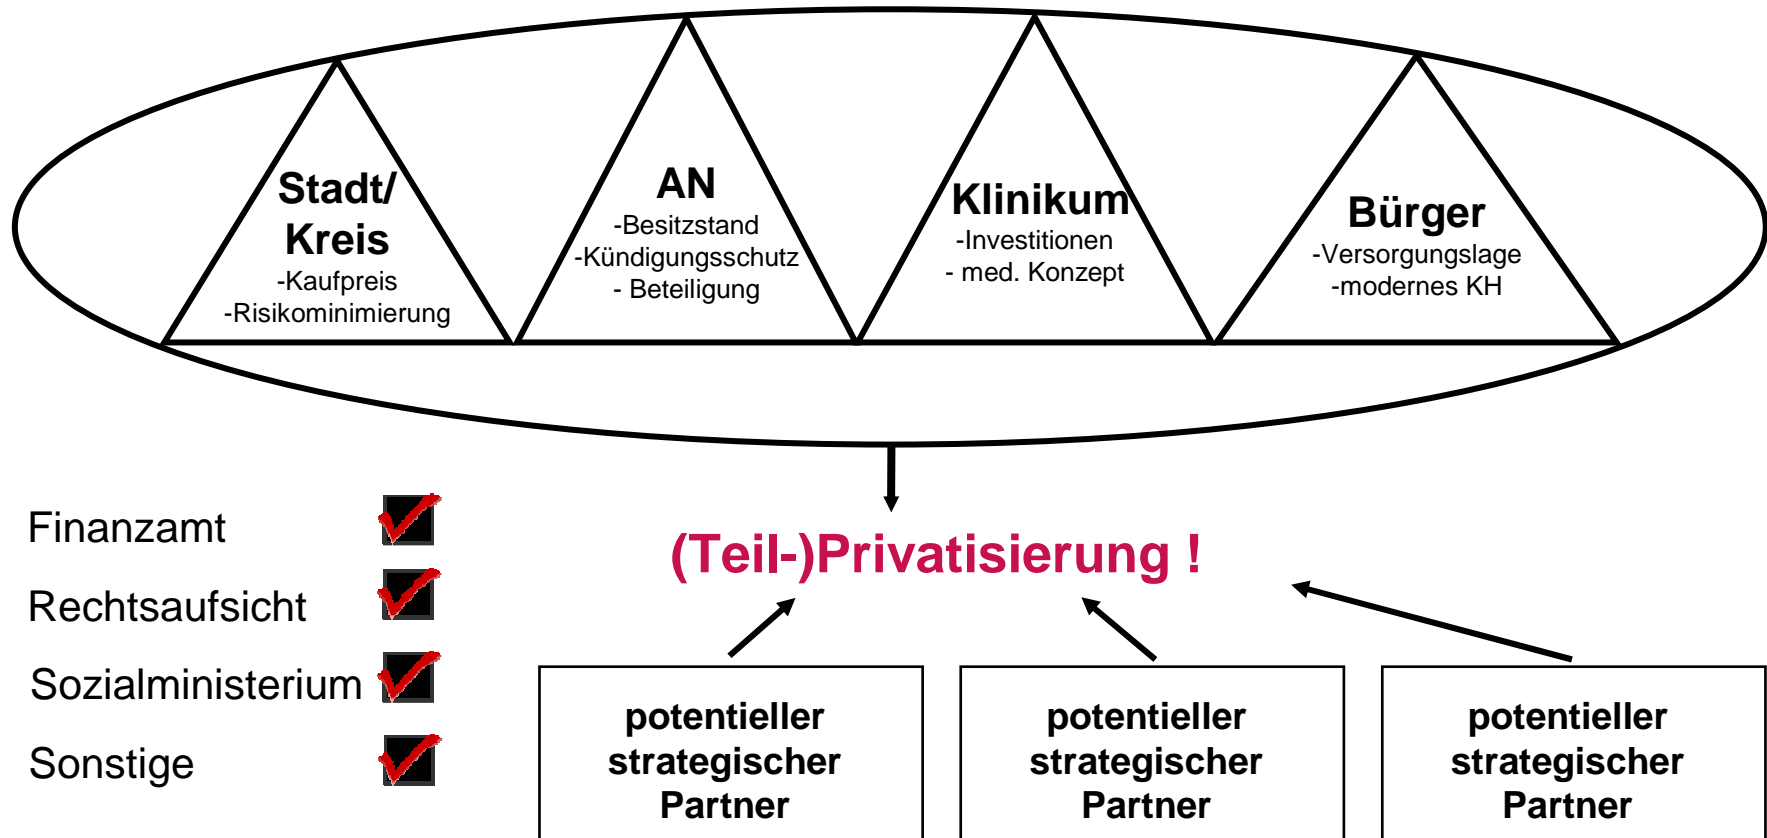 Stadt/
Kreis
-Kaufpreis
-Risikominimierung
AN
-Besitzstand
-Kündigungsschutz
- Beteiligung
Klinikum
-Investitionen
- med. Konzept
Bürger
-Versorgungslage
-modernes KH
(Teil-)Privatisierung !
Finanzamt
Rechtsaufsicht
Sozialministerium
Sonstige
potentieller
strategischer
Partner
potentieller
strategischer
Partner
potentieller
strategischer
Partner